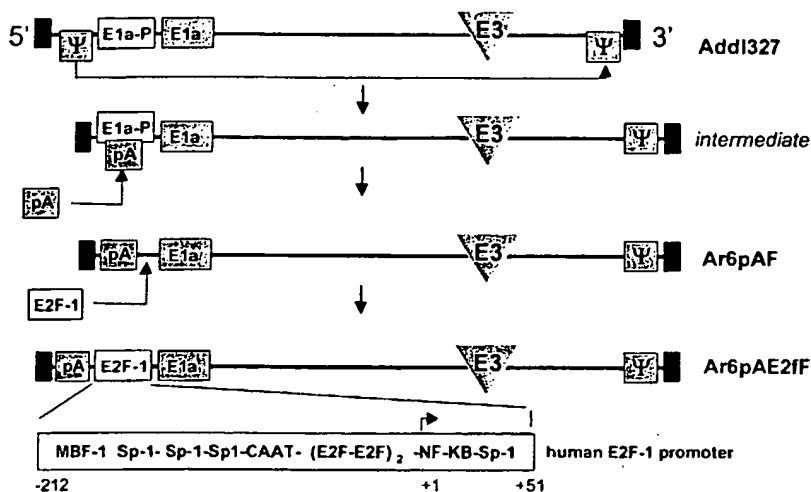 5' Ψ E1a-P E1a E3 Ψ 3' Addl327
E1a-P pA E1a E3 Ψ intermediate
pA
pA E1a E3 Ψ Ar6pAF
E2F-1
pA E2F-1 E1a E3 Ψ Ar6pAE2fF
MBF-1 Sp-1- Sp-1-Sp1-CAAT- (E2F-E2F)2 -NF-KB-Sp-1 human E2F-1 promoter
-212 +1 +51